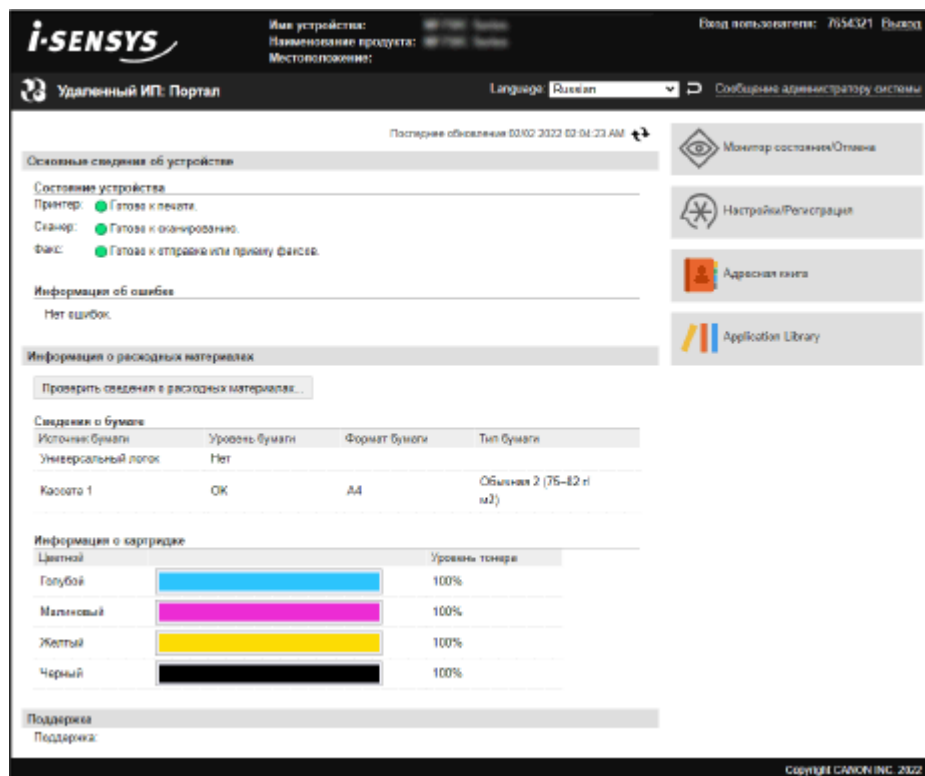 i-SENSYS
Имя устройства:
Наименование продукта:
Местоположение:
Вход пользователя: 7654321 Выход
Удаленный ИП: Портал
Language: Russian
Сообщение администратору системы
Последнее обновление 02/02 2022 02:04:23 AM
Основные сведения об устройстве
Состояние устройства
Принтер: Готово к печати.
Сканер: Готово к сканированию.
Факс: Готово к отправке или приему факсов.
Информация об ошибке
Нет ошибок.
Информация о расходных материалах
Проверить сведения о расходных материалах...
Сведения о бумаге
Источник бумаги Уровень бумаги Формат бумаги Тип бумаги
Универсальный лоток Нет
Кассета 1 OK A4 Обычная 2 (75–82 г/
м2)
Информация о картридже
Цветной Уровень тонера
Голубой 100%
Малиновый 100%
Желтый 100%
Черный 100%
Поддержка
Поддержка:
Монитор состояния/Отмена
Настройки/Регистрация
Адресная книга
Application Library
Copyright CANON INC. 2022